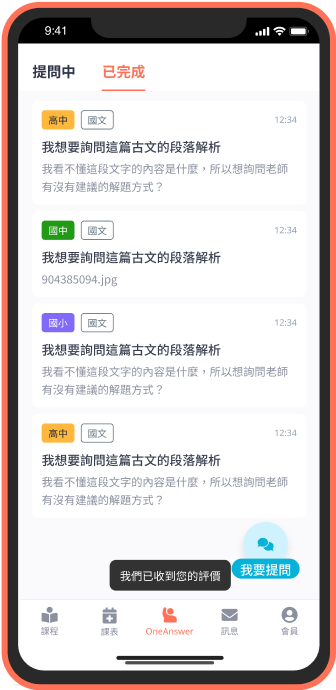 9:41
提問中
已完成
高中 國文 12:34
我想要詢問這篇古文的段落解析
我看不懂這段文字的內容是什麼，所以想詢問老師
有沒有建議的解題方式？
國中 國文 12:34
我想要詢問這篇古文的段落解析
904385094.jpg
國小 國文 12:34
我想要詢問這篇古文的段落解析
我看不懂這段文字的內容是什麼，所以想詢問老師
有沒有建議的解題方式？
高中 國文 12:34
我想要詢問這篇古文的段落解析
我看不懂這段文字的內容是什麼，所以想詢問老師
有沒有建議的解題方式？
我要提問
我們已收到您的評價
課程 課表 OneAnswer 訊息 會員